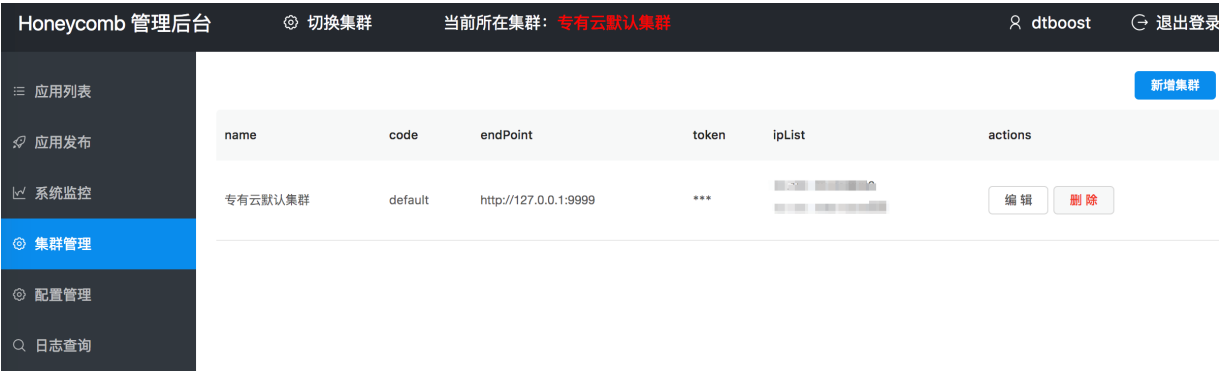 Honeycomb 管理后台 切换集群 当前所在集群：专有云默认集群 dtboost 退出登录
应用列表
应用发布
系统监控
集群管理
配置管理
日志查询
新增集群
name code endPoint token ipList actions
专有云默认集群 default http://127.0.0.1:9999 *** 编 辑 删 除